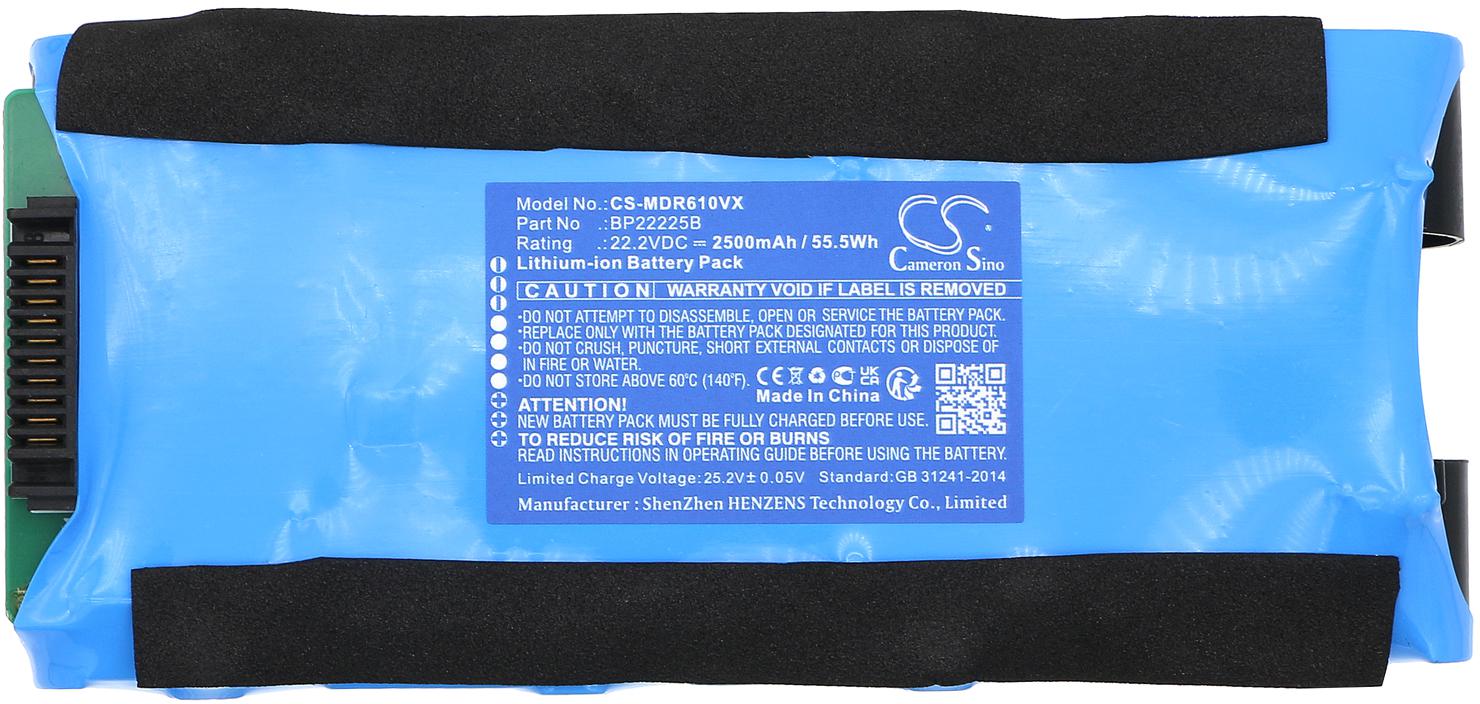 Model No.:CS-MDR610VX
Part No .:BP22225B
Rating .:22.2VDC ⎓ 2500mAh / 55.5Wh
Lithium-ion Battery Pack
CS
Cameron Sino
CAUTION WARRANTY VOID IF LABEL IS REMOVED
•DO NOT ATTEMPT TO DISASSEMBLE, OPEN OR SERVICE THE BATTERY PACK.
•REPLACE ONLY WITH THE BATTERY PACK DESIGNATED FOR THIS PRODUCT.
•DO NOT CRUSH, PUNCTURE, SHORT EXTERNAL CONTACTS OR DISPOSE OF
IN FIRE OR WATER.
•DO NOT STORE ABOVE 60°C (140°F).
CE PCT UK CA
Made In China
ATTENTION!
NEW BATTERY PACK MUST BE FULLY CHARGED BEFORE USE.
TO REDUCE RISK OF FIRE OR BURNS
READ INSTRUCTIONS IN OPERATING GUIDE BEFORE USING THE BATTERY.
Limited Charge Voltage:25.2V± 0.05V Standard:GB 31241-2014
Manufacturer : ShenZhen HENZENS Technology Co., Limited